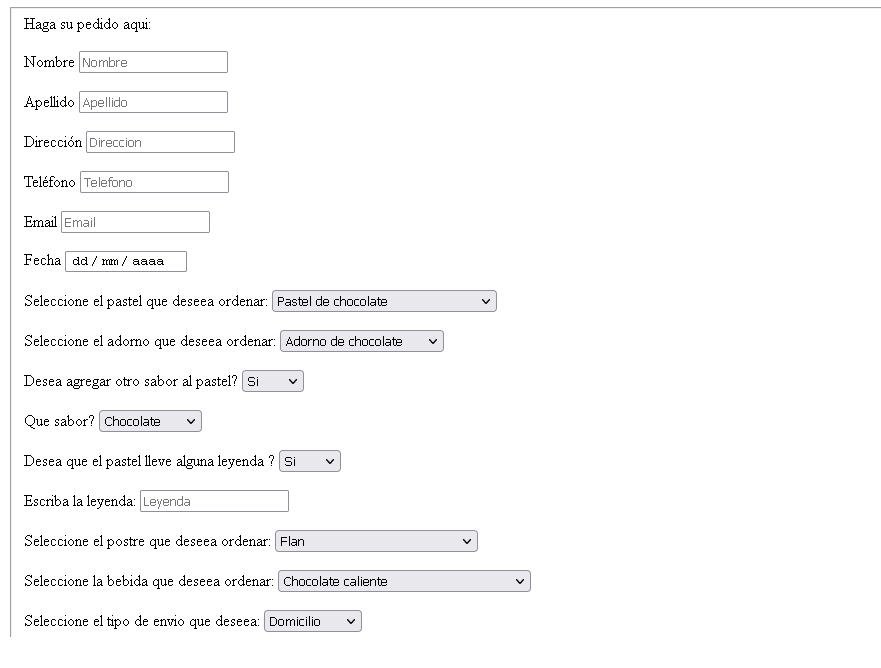 Haga su pedido aqui:
Nombre Nombre
Apellido Apellido
Dirección Direccion
Teléfono Telefono
Email Email
Fecha dd / mm / aaaa
Seleccione el pastel que deseea ordenar: Pastel de chocolate
Seleccione el adorno que deseea ordenar: Adorno de chocolate
Desea agregar otro sabor al pastel? Si
Que sabor? Chocolate
Desea que el pastel lleve alguna leyenda ? Si
Escriba la leyenda: Leyenda
Seleccione el postre que deseea ordenar: Flan
Seleccione la bebida que deseea ordenar: Chocolate caliente
Seleccione el tipo de envio que deseea: Domicilio